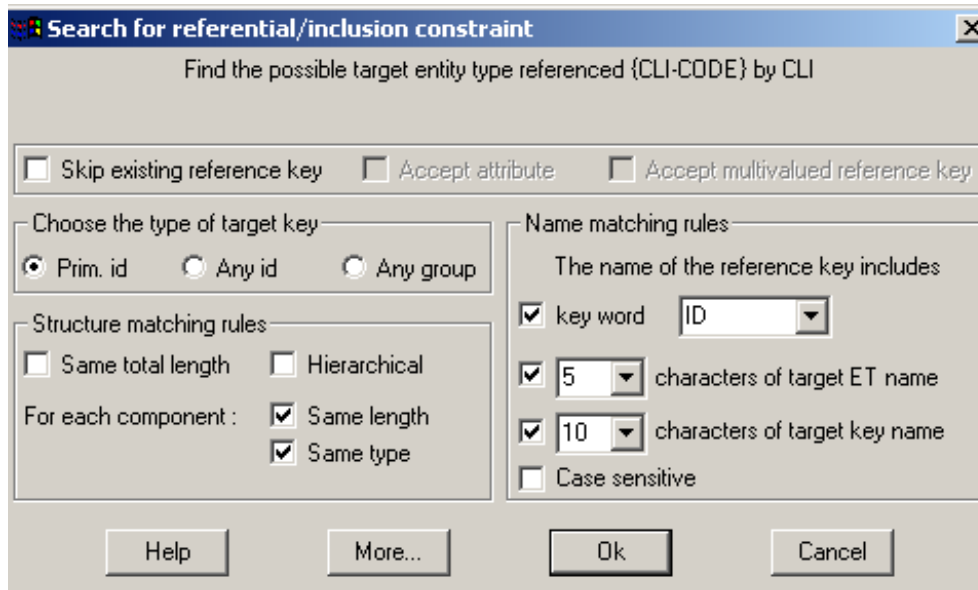 Search for referential/inclusion constraint
Find the possible target entity type referenced {CLI-CODE} by CLI
Skip existing reference key Accept attribute Accept multivalued reference key
Choose the type of target key
Prim. id Any id Any group
Structure matching rules
Same total length Hierarchical
For each component : Same length
Same type
Name matching rules
The name of the reference key includes
key word ID
5 characters of target ET name
10 characters of target key name
Case sensitive
Help More... Ok Cancel